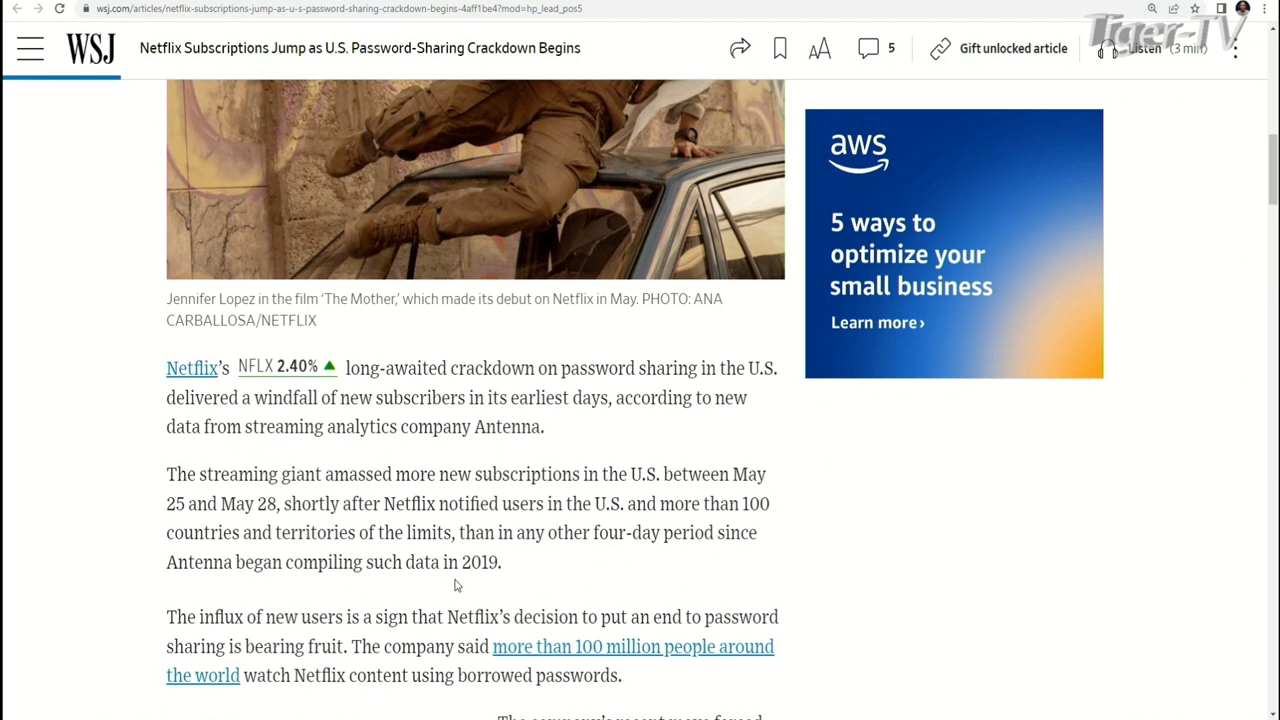 wsj.com/articles/netflix-subscriptions-jump-as-u-s-password-sharing-crackdown-begins-4aff1be4?mod=hp_lead_pos5
Tiger-TV
WSJ
Netflix Subscriptions Jump as U.S. Password-Sharing Crackdown Begins
AA
5
Gift unlocked article
Listen (3 min)
aws
5 ways to
optimize your
small business
Learn more ›
Jennifer Lopez in the film ‘The Mother,’ which made its debut on Netflix in May. PHOTO: ANA
CARBALLOSA/NETFLIX
Netflix’s NFLX 2.40% ▲ long-awaited crackdown on password sharing in the U.S.
delivered a windfall of new subscribers in its earliest days, according to new
data from streaming analytics company Antenna.
The streaming giant amassed more new subscriptions in the U.S. between May
25 and May 28, shortly after Netflix notified users in the U.S. and more than 100
countries and territories of the limits, than in any other four-day period since
Antenna began compiling such data in 2019.
The influx of new users is a sign that Netflix’s decision to put an end to password
sharing is bearing fruit. The company said more than 100 million people around
the world watch Netflix content using borrowed passwords.
The company’s recent move forced